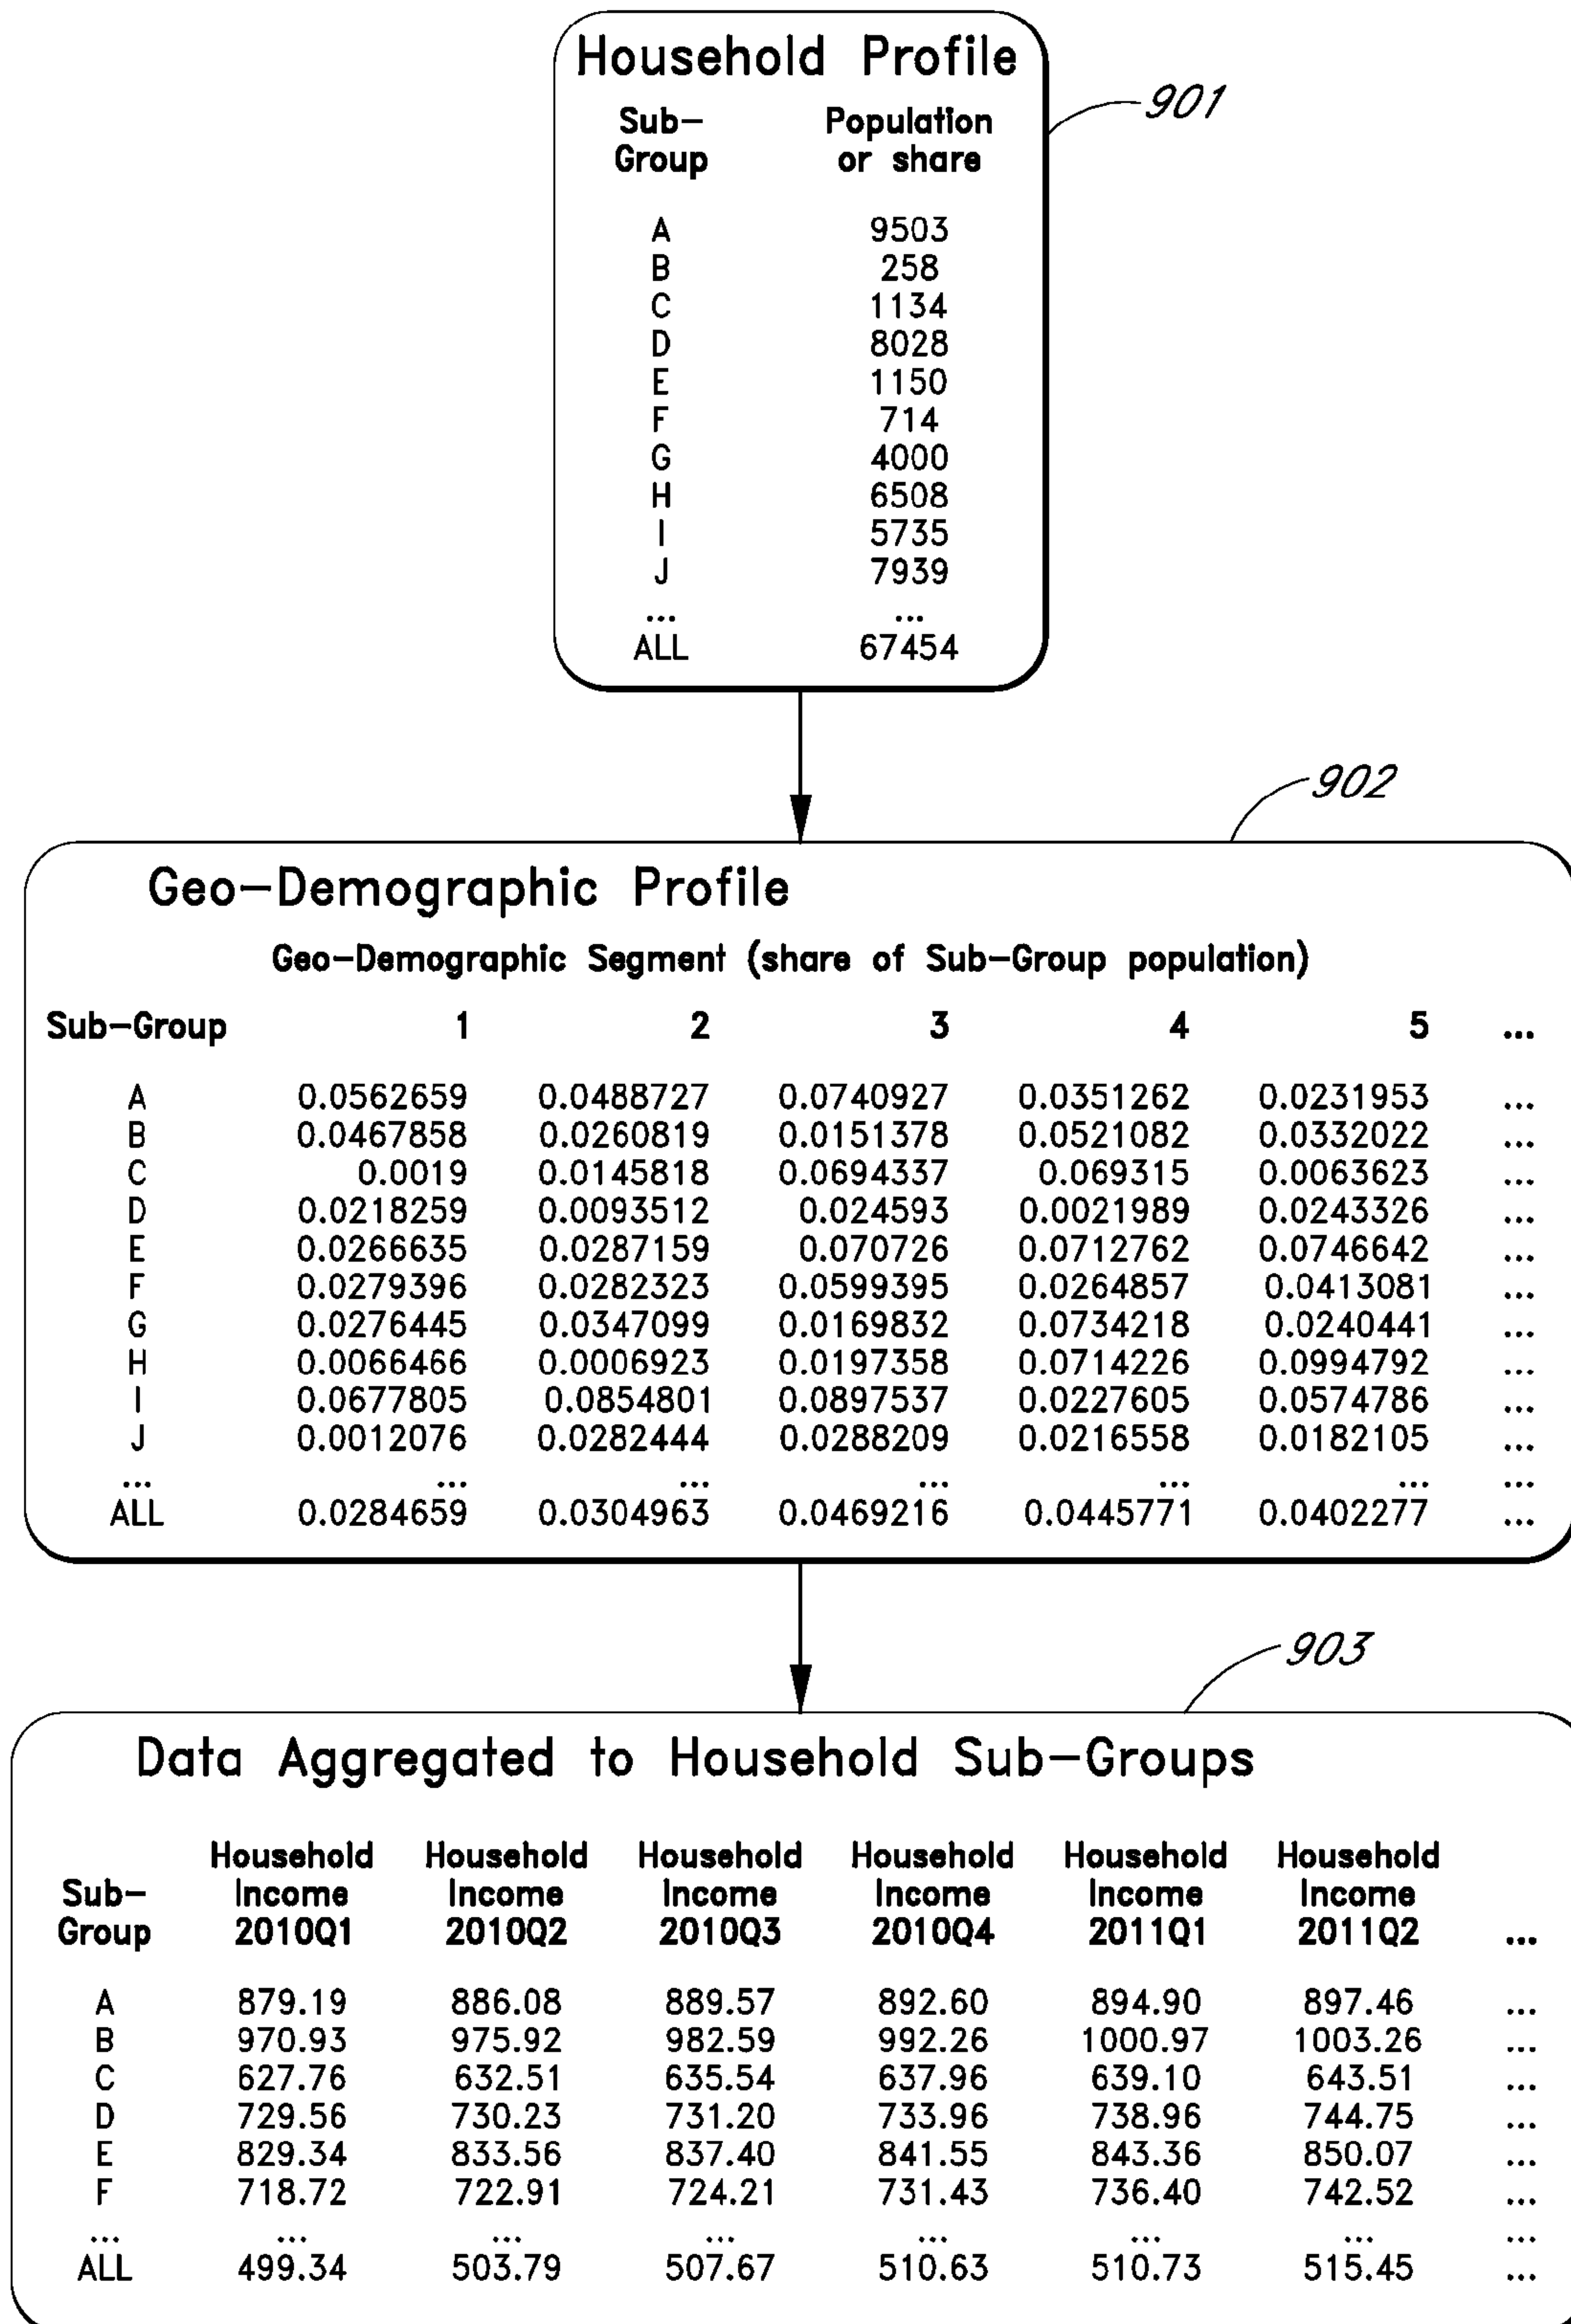 Household Profile
901
Sub- Population
Group or share
A 9503
B 258
C 1134
D 8028
E 1150
F 714
G 4000
H 6508
I 5735
J 7939
... ...
ALL 67454
902
Geo-Demographic Profile
Geo-Demographic Segment (share of Sub-Group population)
Sub-Group 1 2 3 4 5 ...
A 0.0562659 0.0488727 0.0740927 0.0351262 0.0231953 ...
B 0.0467858 0.0260819 0.0151378 0.0521082 0.0332022 ...
C 0.0019 0.0145818 0.0694337 0.069315 0.0063623 ...
D 0.0218259 0.0093512 0.024593 0.0021989 0.0243326 ...
E 0.0266635 0.0287159 0.070726 0.0712762 0.0746642 ...
F 0.0279396 0.0282323 0.0599395 0.0264857 0.0413081 ...
G 0.0276445 0.0347099 0.0169832 0.0734218 0.0240441 ...
H 0.0066466 0.0006923 0.0197358 0.0714226 0.0994792 ...
I 0.0677805 0.0854801 0.0897537 0.0227605 0.0574786 ...
J 0.0012076 0.0282444 0.0288209 0.0216558 0.0182105 ...
... ... ... ... ... ... ...
ALL 0.0284659 0.0304963 0.0469216 0.0445771 0.0402277 ...
903
Data Aggregated to Household Sub-Groups
Household Household Household Household Household Household
Sub- Income Income Income Income Income Income
Group 2010Q1 2010Q2 2010Q3 2010Q4 2011Q1 2011Q2 ...
A 879.19 886.08 889.57 892.60 894.90 897.46 ...
B 970.93 975.92 982.59 992.26 1000.97 1003.26 ...
C 627.76 632.51 635.54 637.96 639.10 643.51 ...
D 729.56 730.23 731.20 733.96 738.96 744.75 ...
E 829.34 833.56 837.40 841.55 843.36 850.07 ...
F 718.72 722.91 724.21 731.43 736.40 742.52 ...
... ... ... ... ... ... ... ...
ALL 499.34 503.79 507.67 510.63 510.73 515.45 ...